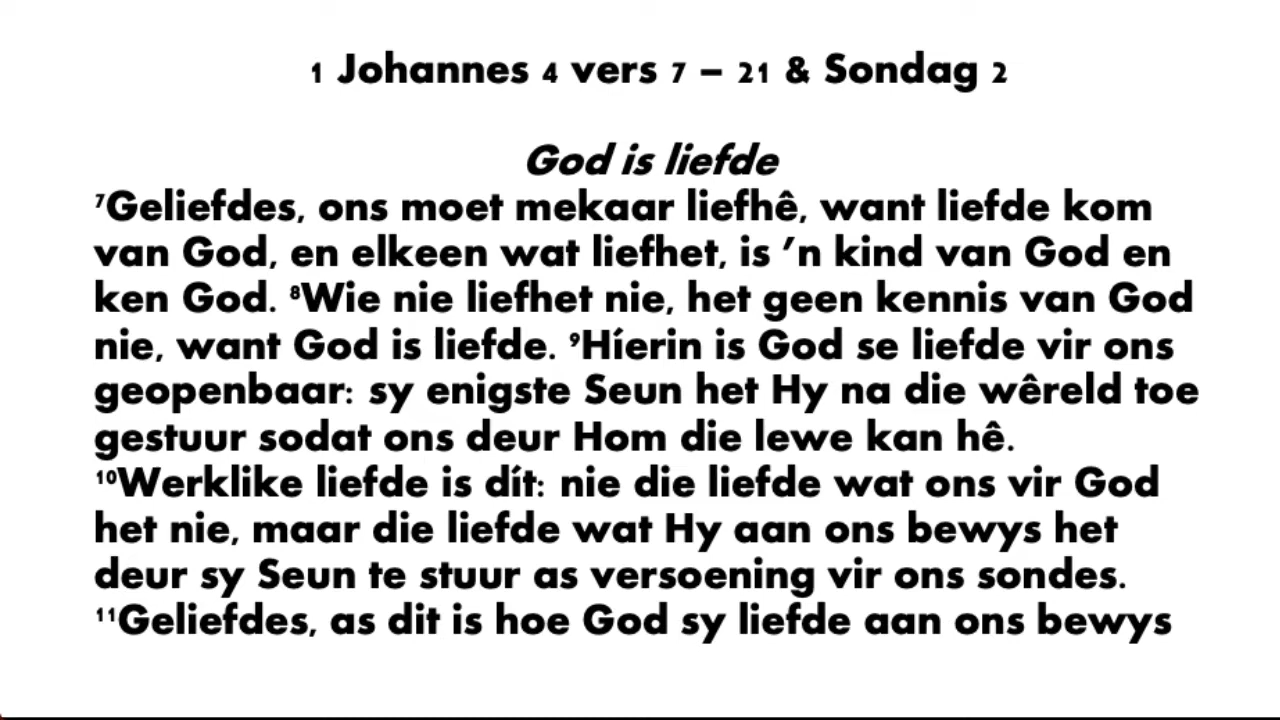 1 Johannes 4 vers 7 – 21 & Sondag 2
God is liefde
⁷Geliefdes, ons moet mekaar liefhê, want liefde kom
van God, en elkeen wat liefhet, is ’n kind van God en
ken God. ⁸Wie nie liefhet nie, het geen kennis van God
nie, want God is liefde. ⁹Híerin is God se liefde vir ons
geopenbaar: sy enigste Seun het Hy na die wêreld toe
gestuur sodat ons deur Hom die lewe kan hê.
¹⁰Werklike liefde is dít: nie die liefde wat ons vir God
het nie, maar die liefde wat Hy aan ons bewys het
deur sy Seun te stuur as versoening vir ons sondes.
¹¹Geliefdes, as dit is hoe God sy liefde aan ons bewys